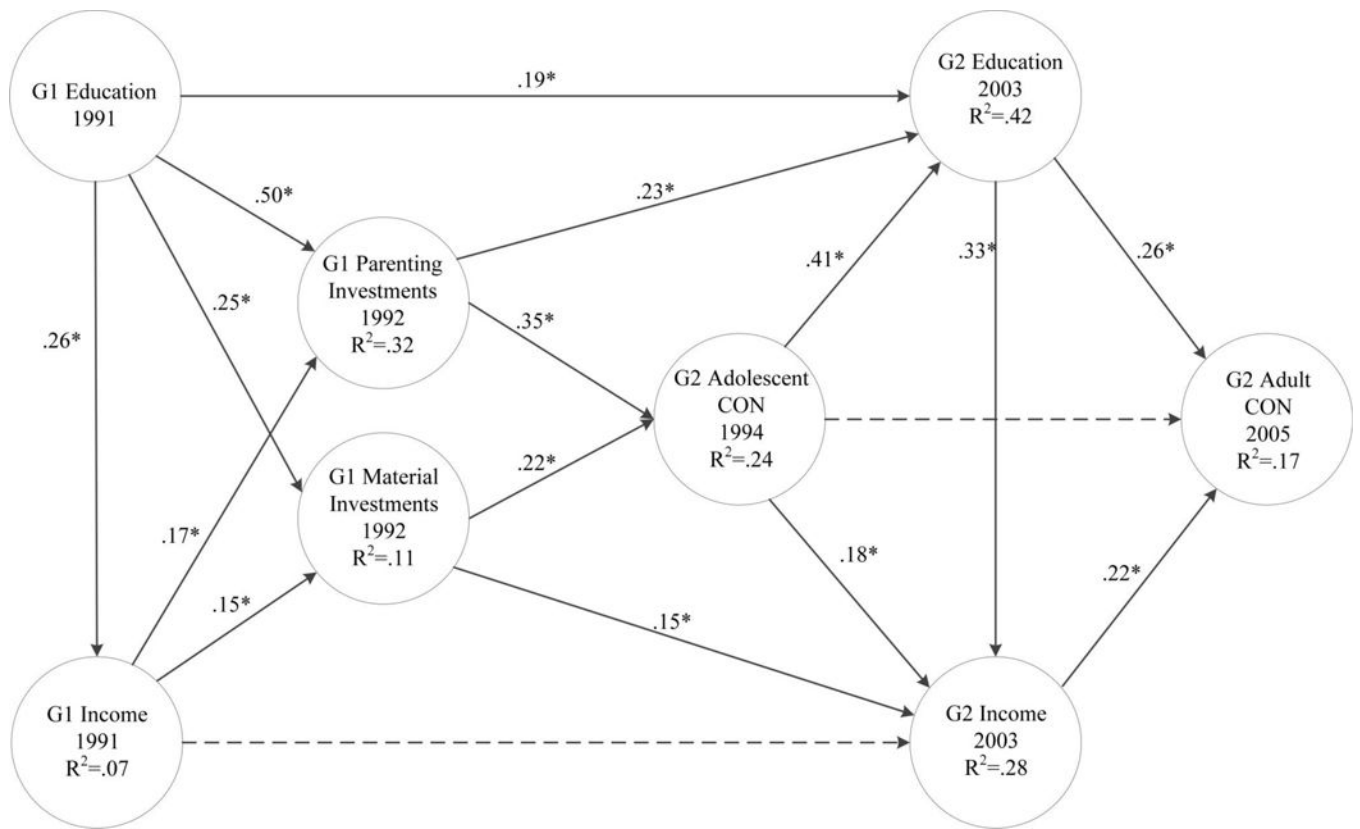 G1 Education
1991
.19*
G2 Education
2003
R²=.42
.50*
.23*
G1 Parenting
Investments
1992
R²=.32
.25*
.26*
.35*
.41*
.33*
.26*
G2 Adolescent
CON
1994
R²=.24
G2 Adult
CON
2005
R²=.17
G1 Material
Investments
1992
R²=.11
.22*
.17*
.15*
.18*
.15*
.22*
G1 Income
1991
R²=.07
G2 Income
2003
R²=.28